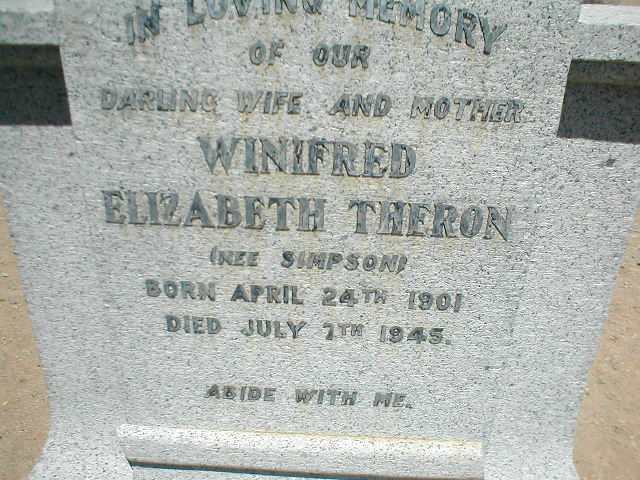 IN LOVING MEMORY
OF OUR
DARLING WIFE AND MOTHER
WINIFRED
ELIZABETH THERON
(NEE SIMPSON)
BORN APRIL 24TH 1901
DIED JULY 7TH 1945.
ABIDE WITH ME.